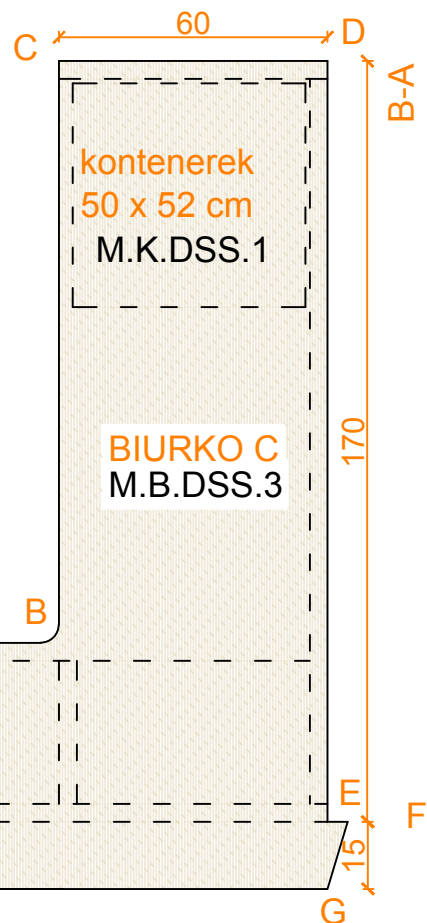 60
C
D
B-A
kontenerek
50 x 52 cm
M.K.DSS.1
170
BIURKO C
M.B.DSS.3
B
E
F
15
G